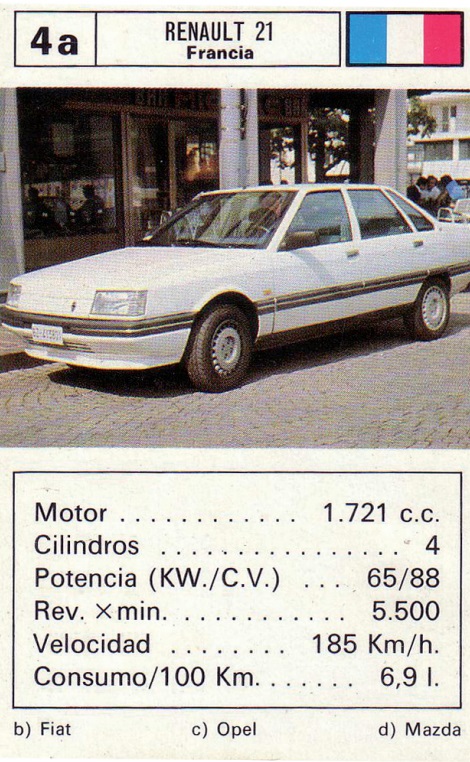 4a
RENAULT 21
Francia
Motor . . . . . . . . . . . . 1.721 c.c.
Cilindros . . . . . . . . . . . . . . . . 4
Potencia (KW./C.V.) . . . 65/88
Rev. × min. . . . . . . . . . . . 5.500
Velocidad . . . . . . . . 185 Km/h.
Consumo/100 Km. . . . . . . 6,9 l.
b) Fiat c) Opel d) Mazda